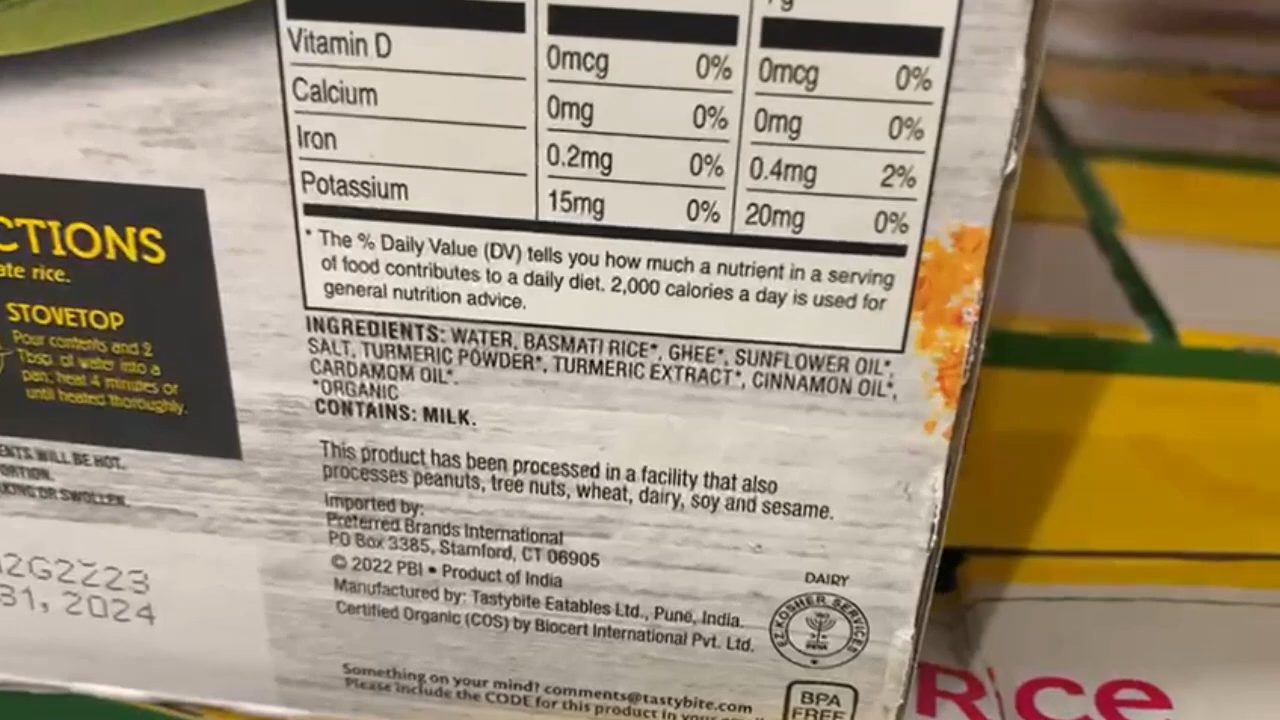 Vitamin D 0mcg 0% 0mcg 0%
Calcium 0mg 0% 0mg 0%
Iron 0.2mg 0% 0.4mg 2%
Potassium 15mg 0% 20mg 0%
* The % Daily Value (DV) tells you how much a nutrient in a serving
of food contributes to a daily diet. 2,000 calories a day is used for
general nutrition advice.
INGREDIENTS: WATER, BASMATI RICE*, GHEE*, SUNFLOWER OIL*,
SALT, TURMERIC POWDER*, TURMERIC EXTRACT*, CINNAMON OIL*,
CARDAMOM OIL*.
*ORGANIC
CONTAINS: MILK.
This product has been processed in a facility that also
processes peanuts, tree nuts, wheat, dairy, soy and sesame.
Imported by:
Preferred Brands International
PO Box 3385, Stamford, CT 06905
© 2022 PBI • Product of India
Manufactured by: Tastybite Eatables Ltd., Pune, India.
Certified Organic (COS) by Biocert International Pvt. Ltd.
Something on your mind? comments@tastybite.com
Please include the CODE for this product in your
DAIRY
EZ KOSHER SERVICES
BPA
FREE
CTIONS
ate rice.
STOVETOP
Pour contents and 2
Tbsp. of water into a
pan, heat 4 minutes or
until heated thoroughly.
ENTS WILL BE HOT.
ORTION.
KING OR SWOLLEN.
2G2223
31, 2024
Rice